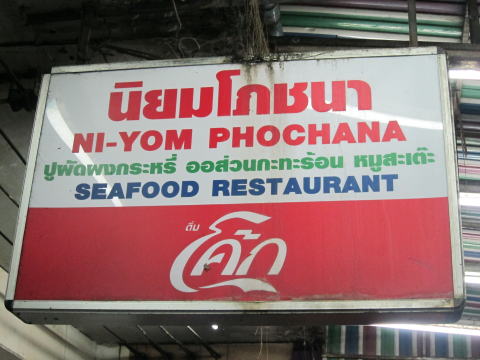 นิยมโภชนา
NI-YOM PHOCHANA
ปูผัดผงกระหรี่ ออส่วนกะทะร้อน หมูสะเต๊ะ
SEAFOOD RESTAURANT
ดื่ม
โค้ก